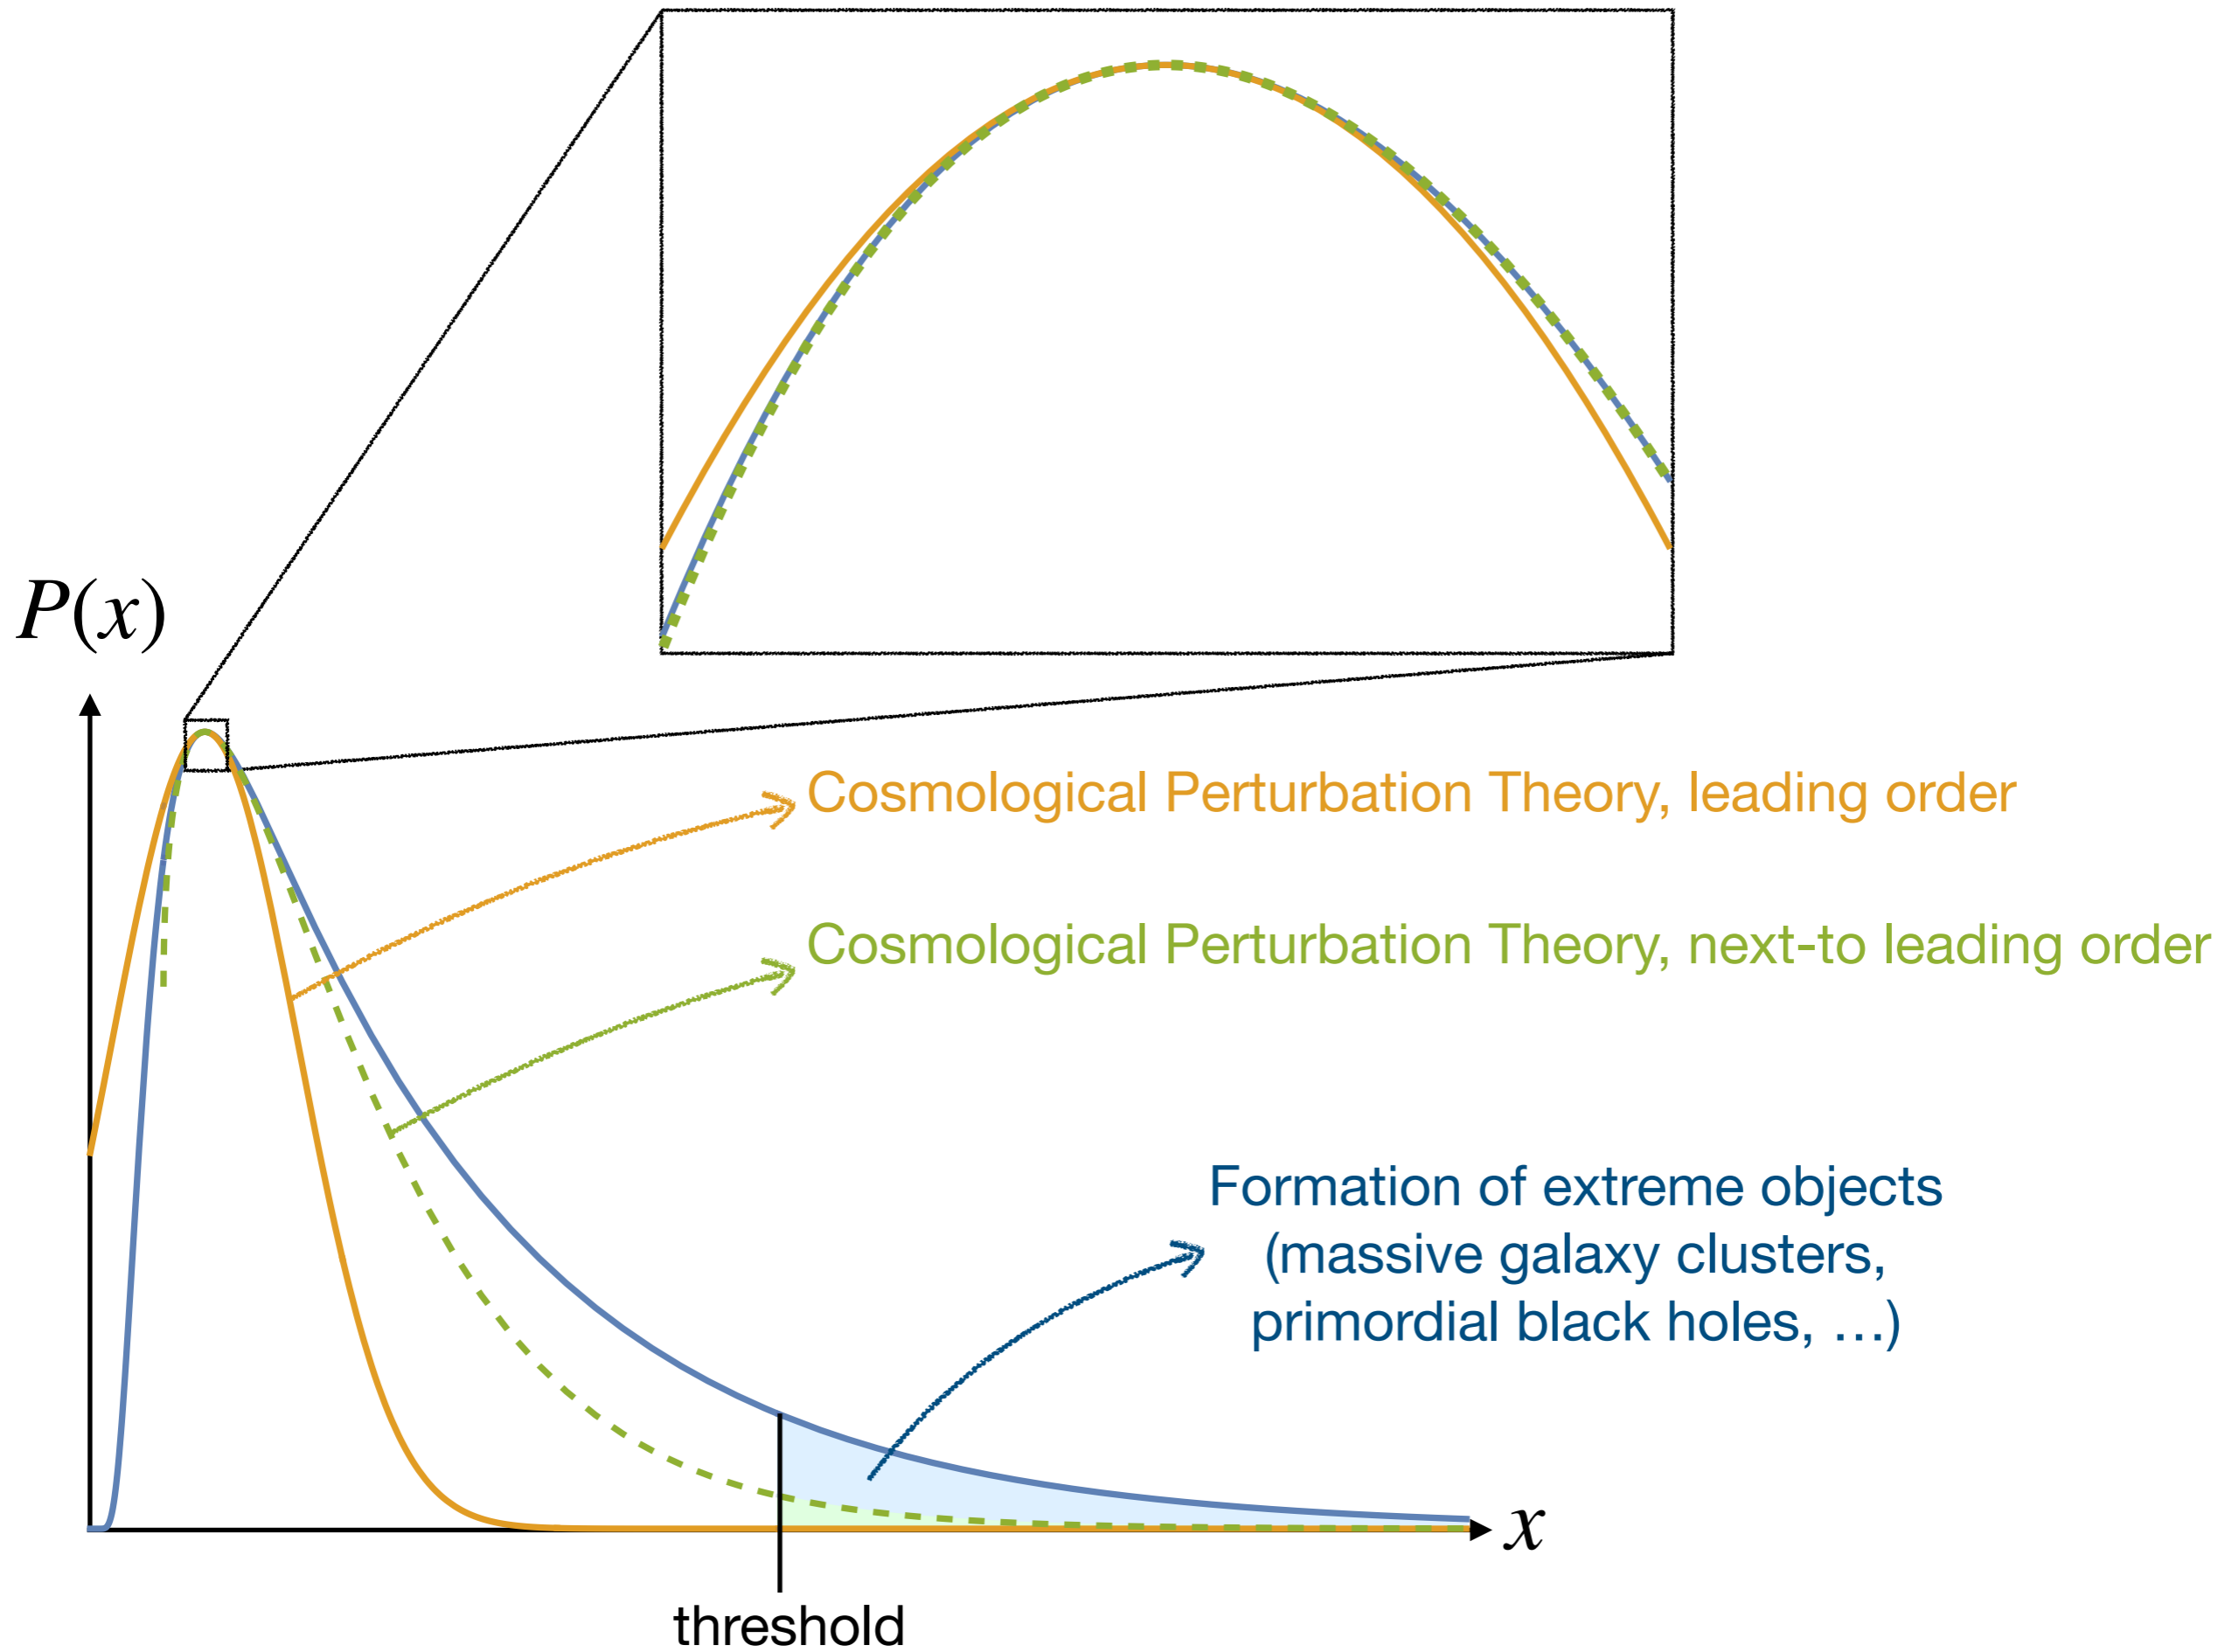 P(x)
Cosmological Perturbation Theory, leading order
Cosmological Perturbation Theory, next-to leading order
Formation of extreme objects
(massive galaxy clusters,
primordial black holes, …)
x
threshold